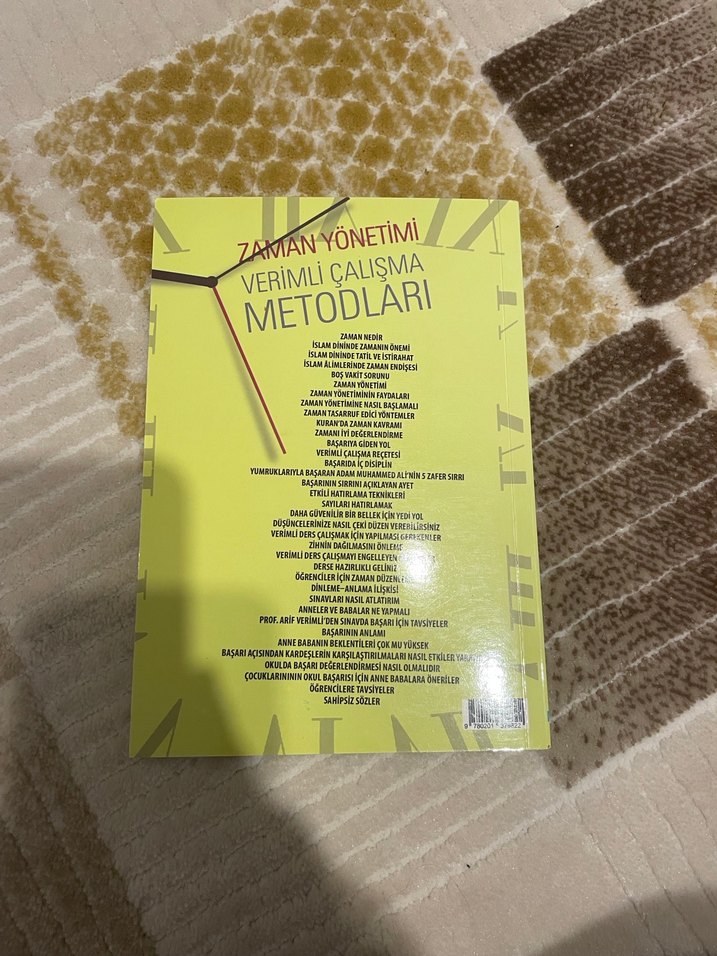 ZAMAN YÖNETİMİ
VERİMLİ ÇALIŞMA
METODLARI
ZAMAN NEDİR
İSLAM DİNİNDE ZAMANIN ÖNEMİ
İSLAM DİNİNDE TATİL VE İSTİRAHAT
İSLAM ÂLİMLERİNDE ZAMAN ENDİŞESİ
BOŞ VAKİT SORUNU
ZAMAN YÖNETİMİ
ZAMAN YÖNETİMİNİN FAYDALARI
ZAMAN YÖNETİMİNE NASIL BAŞLAMALI
ZAMAN TASARRUF EDİCİ YÖNTEMLER
KURAN'DA ZAMAN KAVRAMI
ZAMANI İYİ DEĞERLENDİRME
BAŞARIYA GİDEN YOL
VERİMLİ ÇALIŞMA REÇETESİ
BAŞARIDA İÇ DİSİPLİN
YUMRUKLARIYLA BAŞARAN ADAM MUHAMMED ALİ'NİN 5 ZAFER SIRRI
BAŞARININ SIRRINI AÇIKLAYAN AYET
ETKİLİ HATIRLAMA TEKNİKLERİ
SAYILARI HATIRLAMAK
DAHA GÜVENİLİR BİR BELLEK İÇİN YEDİ YOL
DÜŞÜNCELERİNİZE NASIL ÇEKİ DÜZEN VEREBİLİRSİNİZ
VERİMLİ DERS ÇALIŞMAK İÇİN YAPILMASI GEREKENLER
ZİHNİN DAĞILMASINI ÖNLEME
VERİMLİ DERS ÇALIŞMAYI ENGELLEYEN
DERSE HAZIRLIKLI GELİNİZ
ÖĞRENCİLER İÇİN ZAMAN
DİNLEME–ANLAMA İLİŞKİSİ
SINAVLARI NASIL ATLATIRIM
ANNELER VE BABALAR NE YAPMALI
PROF. ARİF VERİMLİ'DEN SINAVDA BAŞARI İÇİN TAVSİYELER
BAŞARININ ANLAMI
ANNE BABANIN BEKLENTİLERİ ÇOK MU YÜKSEK
BAŞARI AÇISINDAN KARDEŞLERİN KARŞILAŞTIRILMALARI NASIL ETKİLER
OKULDA BAŞARI DEĞERLENDİRMESİ NASIL OLMALIDIR
ÇOCUKLARININ OKUL BAŞARISI İÇİN ANNE BABALARA ÖNERİLER
ÖĞRENCİLERE TAVSİYELER
SAHİPSİZ SÖZLER